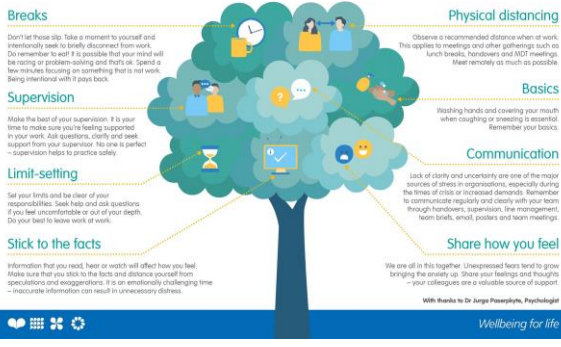 Breaks
Don't let those slip. Take a moment to yourself and
intentionally seek to briefly disconnect from work.
Do remember to eat! It is possible that your mind will
be racing or problem-solving and that's ok. Spend a
few minutes focusing on something that is not work.
Being intentional with it pays back.
Supervision
Make the best of your supervision. It is your
time to make sure you're feeling supported
in your work. Ask questions, clarify and seek
support from your supervisor. No one is perfect
– supervision helps to practice safely.
Limit-setting
Set your limits and be clear of your
responsibilities. Seek help and ask questions
if you feel uncomfortable or out of your depth.
Do your best to leave work at work.
Stick to the facts
Information that you read, hear or watch will affect how you feel.
Make sure that you stick to the facts and distance yourself from
speculations and exaggerations. It is an emotionally challenging time
– inaccurate information can result in unnecessary distress.
Physical distancing
Observe a recommended distance when at work.
This applies to meetings and other gatherings such as
lunch breaks, handovers and MDT meetings.
Meet remotely as much as possible.
Basics
Washing hands and covering your mouth
when coughing or sneezing is essential.
Remember your basics.
Communication
Lack of clarity and uncertainty are one of the major
sources of stress in organisations, especially during
the times of crisis or increased demands. Remember
to communicate regularly and clearly with your team
through handovers, supervision, line management,
team briefs, email, posters and team meetings.
Share how you feel
We are all in this together. Unexpressed fears tend to grow
bringing the anxiety up. Share your feelings and thoughts
– your colleagues are a valuable source of support.
With thanks to Dr Jurga Paserpkyte, Psychologist
Wellbeing for life